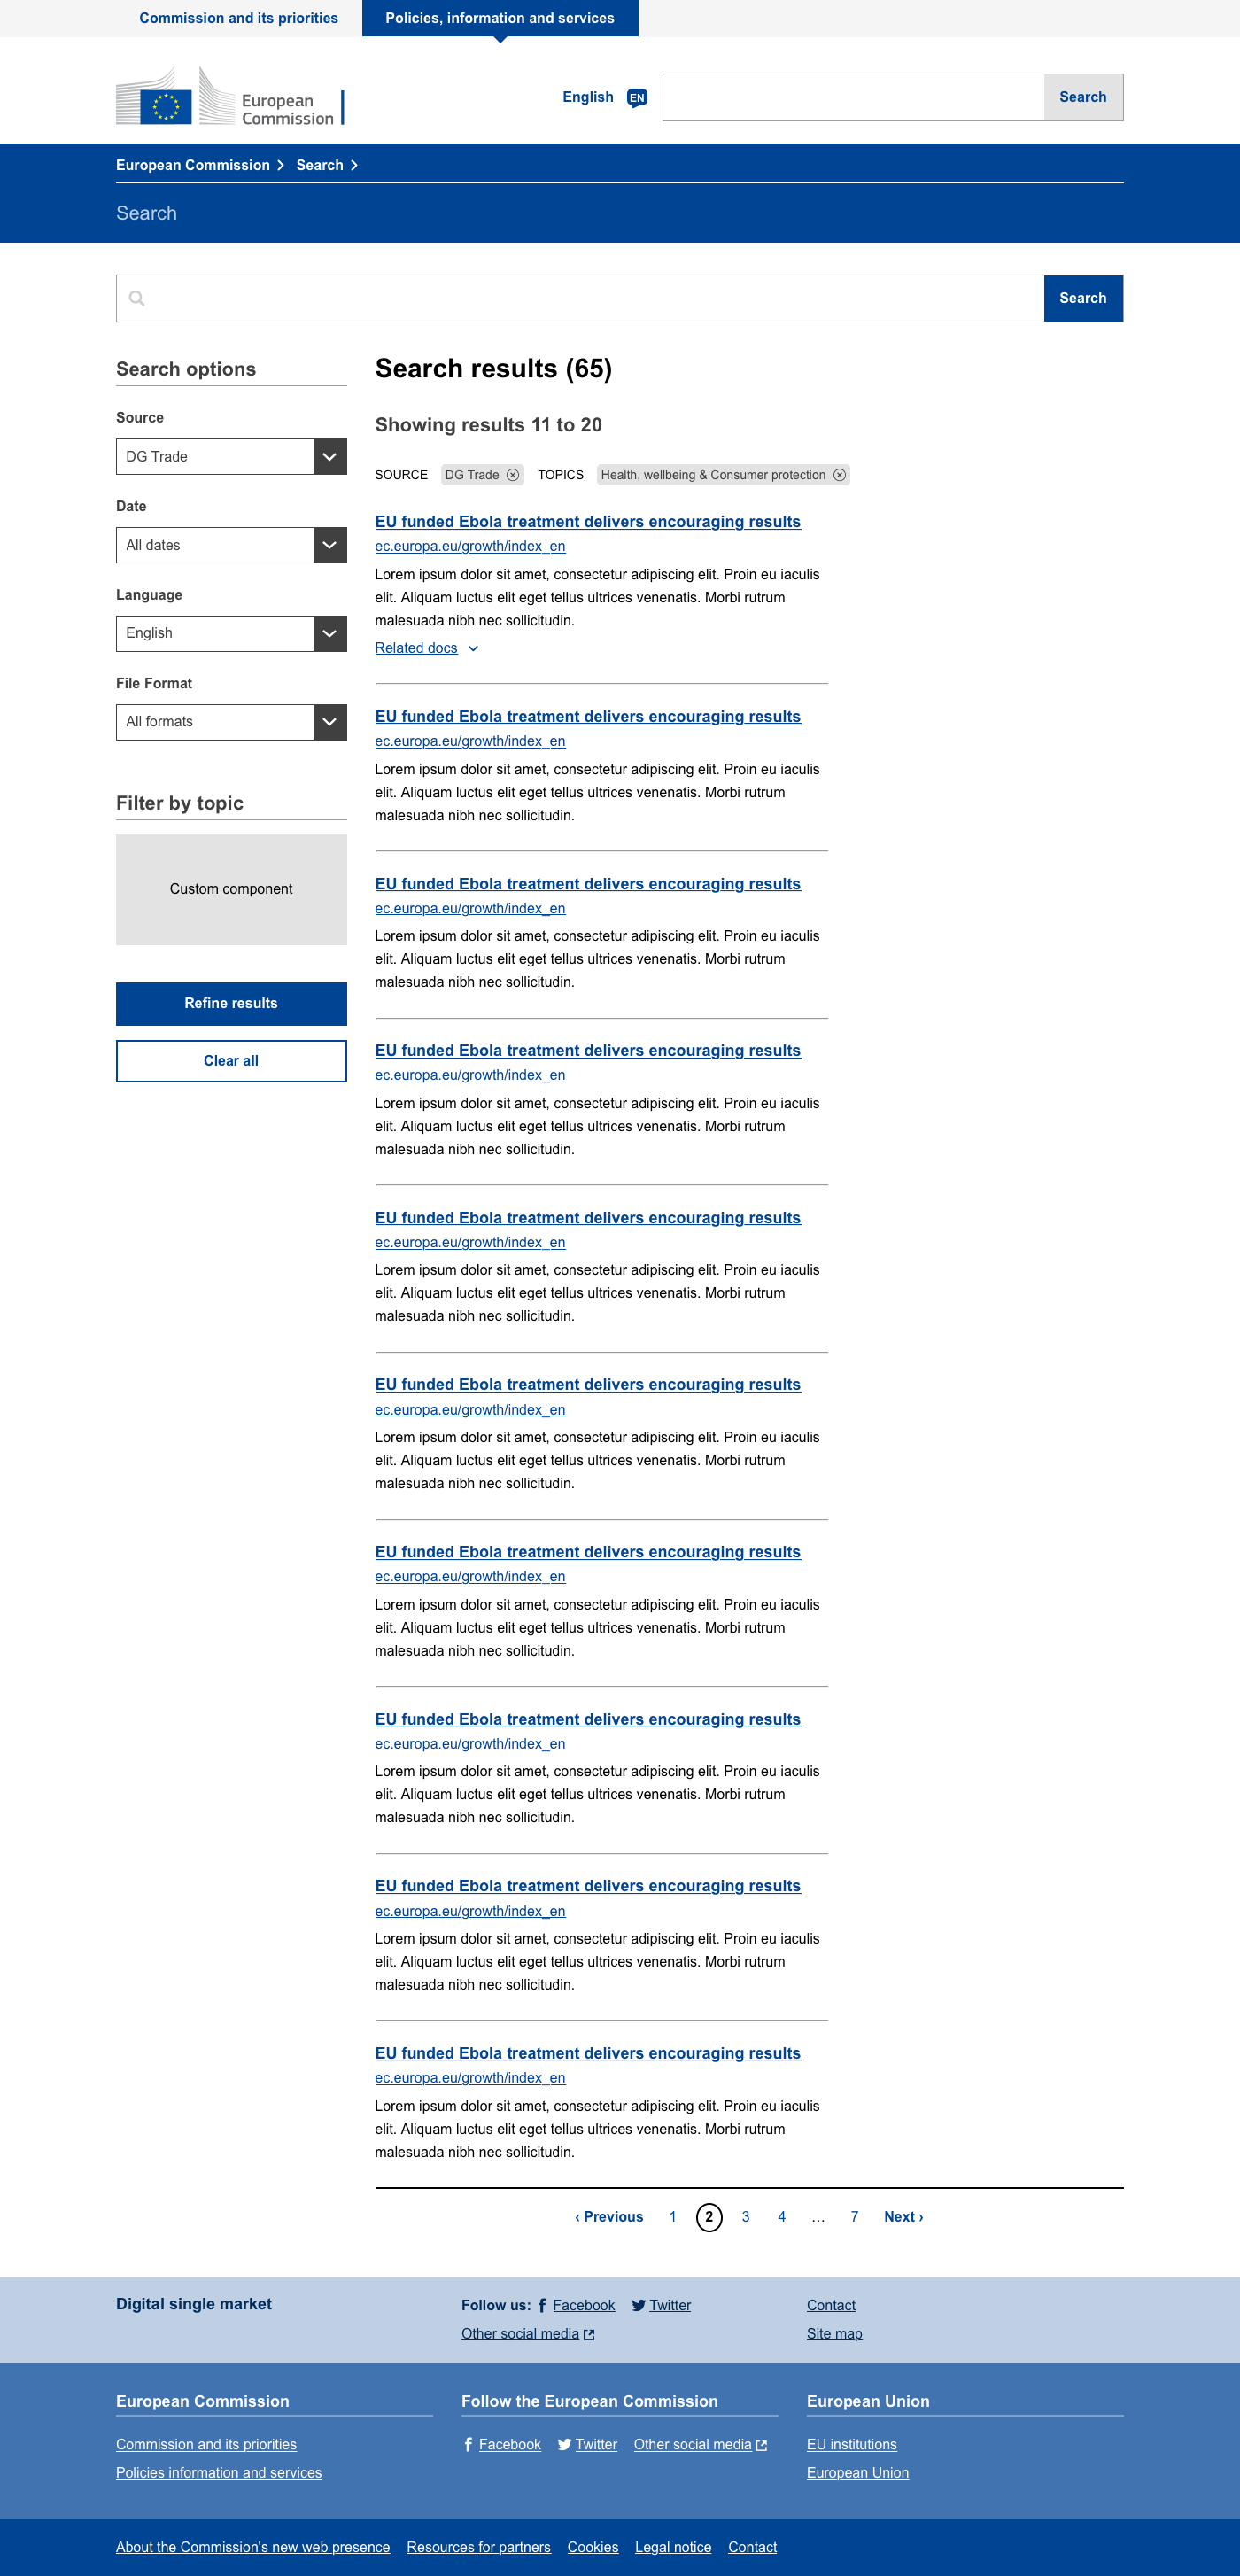 Commission and its priorities
Policies, information and services
European
Commission
English EN
Search
European Commission Search
Search
Search
Search options
Source
DG Trade
Date
All dates
Language
English
File Format
All formats
Filter by topic
Custom component
Refine results
Clear all
Search results (65)
Showing results 11 to 20
SOURCE DG Trade TOPICS Health, wellbeing & Consumer protection
EU funded Ebola treatment delivers encouraging results
ec.europa.eu/growth/index_en
Lorem ipsum dolor sit amet, consectetur adipiscing elit. Proin eu iaculis
elit. Aliquam luctus elit eget tellus ultrices venenatis. Morbi rutrum
malesuada nibh nec sollicitudin.
Related docs
EU funded Ebola treatment delivers encouraging results
ec.europa.eu/growth/index_en
Lorem ipsum dolor sit amet, consectetur adipiscing elit. Proin eu iaculis
elit. Aliquam luctus elit eget tellus ultrices venenatis. Morbi rutrum
malesuada nibh nec sollicitudin.
EU funded Ebola treatment delivers encouraging results
ec.europa.eu/growth/index_en
Lorem ipsum dolor sit amet, consectetur adipiscing elit. Proin eu iaculis
elit. Aliquam luctus elit eget tellus ultrices venenatis. Morbi rutrum
malesuada nibh nec sollicitudin.
EU funded Ebola treatment delivers encouraging results
ec.europa.eu/growth/index_en
Lorem ipsum dolor sit amet, consectetur adipiscing elit. Proin eu iaculis
elit. Aliquam luctus elit eget tellus ultrices venenatis. Morbi rutrum
malesuada nibh nec sollicitudin.
EU funded Ebola treatment delivers encouraging results
ec.europa.eu/growth/index_en
Lorem ipsum dolor sit amet, consectetur adipiscing elit. Proin eu iaculis
elit. Aliquam luctus elit eget tellus ultrices venenatis. Morbi rutrum
malesuada nibh nec sollicitudin.
EU funded Ebola treatment delivers encouraging results
ec.europa.eu/growth/index_en
Lorem ipsum dolor sit amet, consectetur adipiscing elit. Proin eu iaculis
elit. Aliquam luctus elit eget tellus ultrices venenatis. Morbi rutrum
malesuada nibh nec sollicitudin.
EU funded Ebola treatment delivers encouraging results
ec.europa.eu/growth/index_en
Lorem ipsum dolor sit amet, consectetur adipiscing elit. Proin eu iaculis
elit. Aliquam luctus elit eget tellus ultrices venenatis. Morbi rutrum
malesuada nibh nec sollicitudin.
EU funded Ebola treatment delivers encouraging results
ec.europa.eu/growth/index_en
Lorem ipsum dolor sit amet, consectetur adipiscing elit. Proin eu iaculis
elit. Aliquam luctus elit eget tellus ultrices venenatis. Morbi rutrum
malesuada nibh nec sollicitudin.
EU funded Ebola treatment delivers encouraging results
ec.europa.eu/growth/index_en
Lorem ipsum dolor sit amet, consectetur adipiscing elit. Proin eu iaculis
elit. Aliquam luctus elit eget tellus ultrices venenatis. Morbi rutrum
malesuada nibh nec sollicitudin.
EU funded Ebola treatment delivers encouraging results
ec.europa.eu/growth/index_en
Lorem ipsum dolor sit amet, consectetur adipiscing elit. Proin eu iaculis
elit. Aliquam luctus elit eget tellus ultrices venenatis. Morbi rutrum
malesuada nibh nec sollicitudin.
‹ Previous 1 2 3 4 … 7 Next ›
Digital single market
Follow us: Facebook Twitter
Other social media
Contact
Site map
European Commission
Commission and its priorities
Policies information and services
Follow the European Commission
Facebook Twitter Other social media
European Union
EU institutions
European Union
About the Commission's new web presence Resources for partners Cookies Legal notice Contact